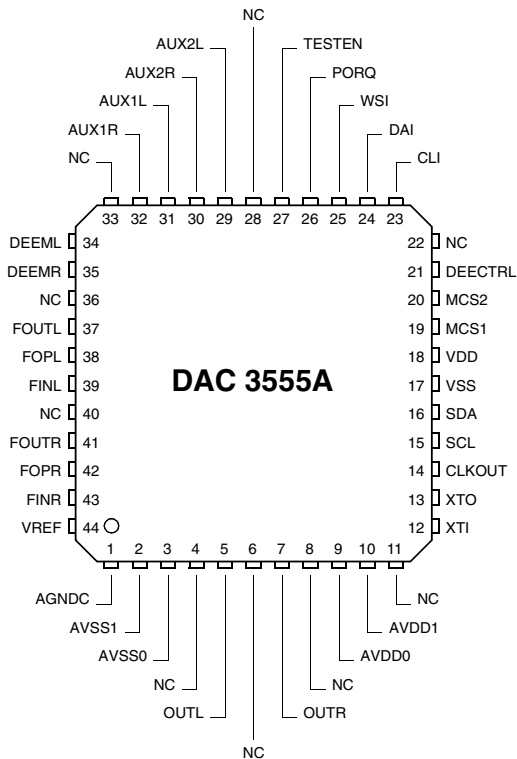 NC
AUX2L TESTEN
AUX2R PORQ
AUX1L WSI
AUX1R DAI
NC CLI
33 32 31 30 29 28 27 26 25 24 23
DEEML 34 22 NC
DEEMR 35 21 DEECTRL
NC 36 20 MCS2
FOUTL 37 19 MCS1
FOPL 38 18 VDD
DAC 3555A
FINL 39 17 VSS
NC 40 16 SDA
FOUTR 41 15 SCL
FOPR 42 14 CLKOUT
FINR 43 13 XTO
VREF 44 12 XTI
1 2 3 4 5 6 7 8 9 10 11
AGNDC NC
AVSS1 AVDD1
AVSS0 AVDD0
NC NC
OUTL OUTR
NC